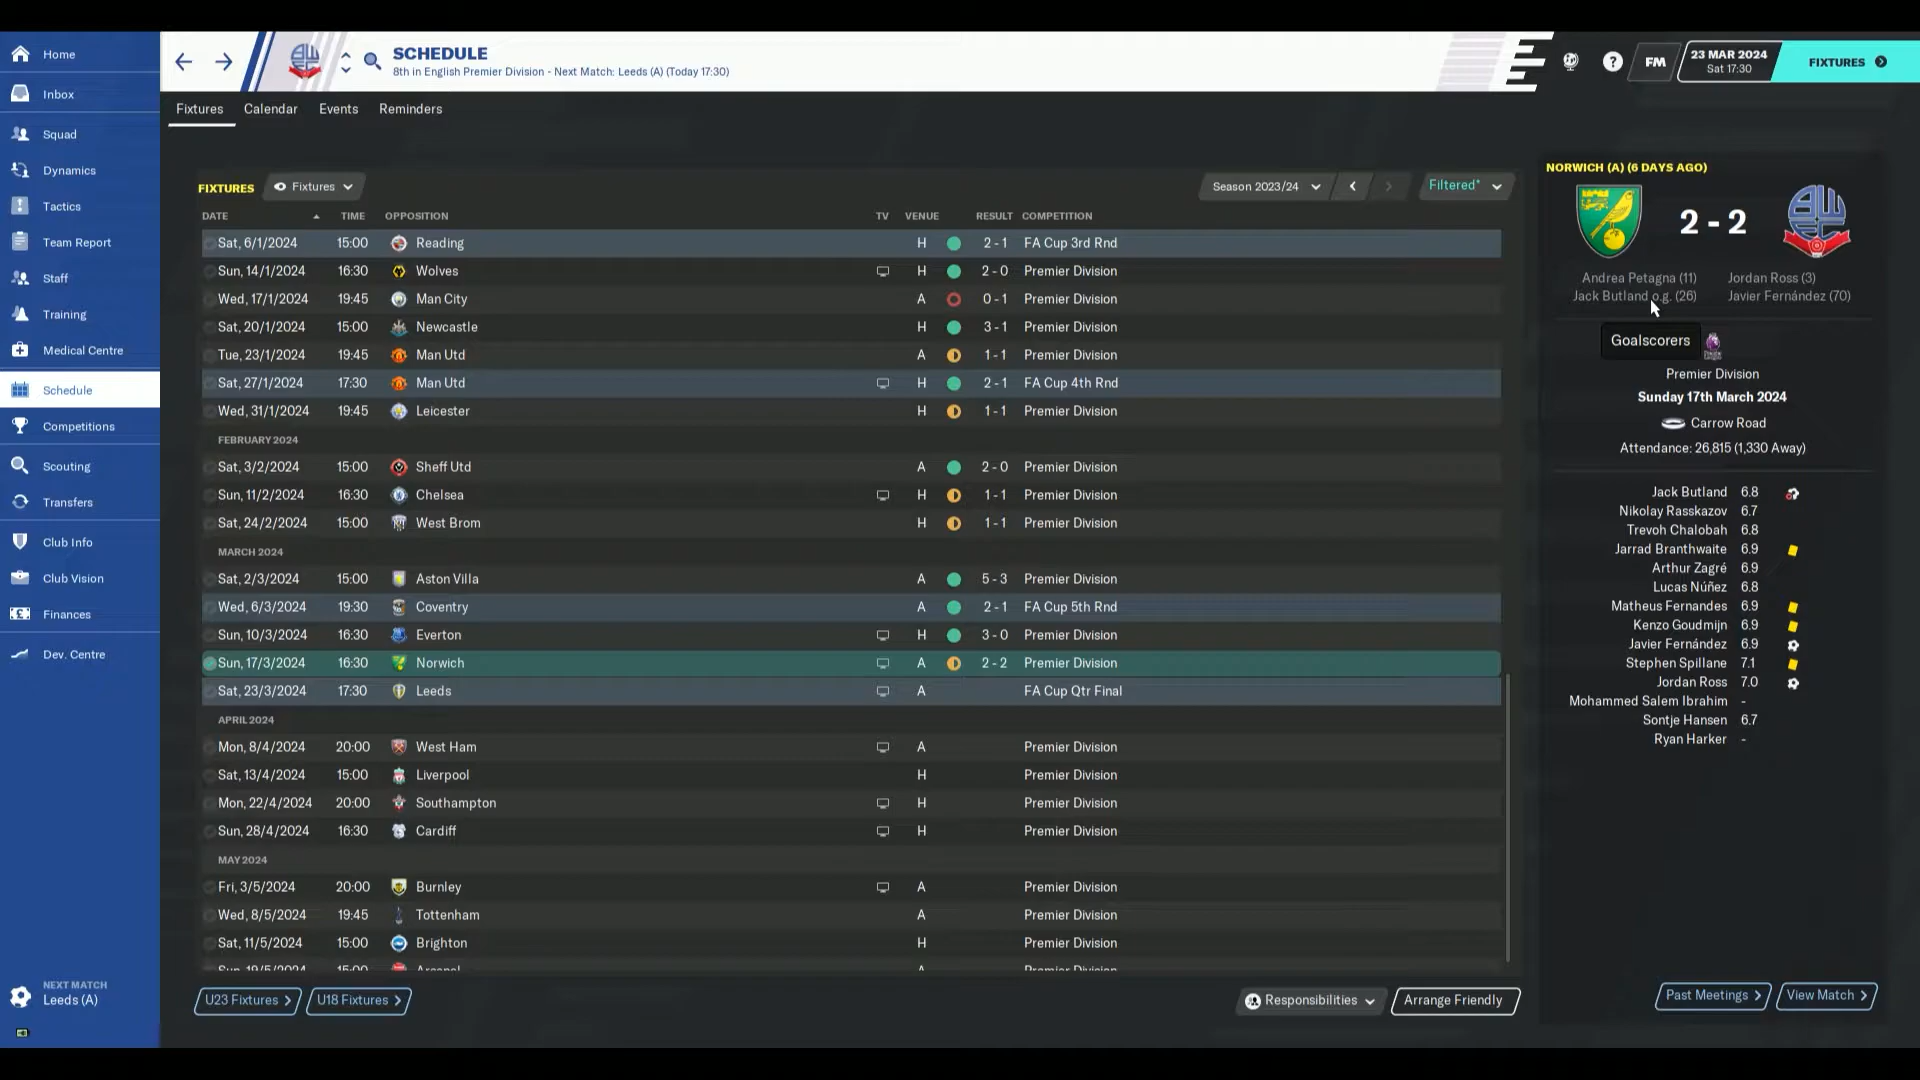 Home
Inbox
Squad
Dynamics
Tactics
Team Report
Staff
Training
Medical Centre
Schedule
Competitions
Scouting
Transfers
Club Info
Club Vision
Finances
Dev. Centre
NEXT MATCH
Leeds (A)
SCHEDULE
8th in English Premier Division - Next Match: Leeds (A) (Today 17:30)
FM
23 MAR 2024
Sat 17:30
FIXTURES
Fixtures Calendar Events Reminders
FIXTURES Fixtures Season 2023/24 Filtered*
DATE TIME OPPOSITION TV VENUE RESULT COMPETITION
Sat, 6/1/2024 15:00 Reading H 2 - 1 FA Cup 3rd Rnd
Sun, 14/1/2024 16:30 Wolves H 2 - 0 Premier Division
Wed, 17/1/2024 19:45 Man City A 0 - 1 Premier Division
Sat, 20/1/2024 15:00 Newcastle H 3 - 1 Premier Division
Tue, 23/1/2024 19:45 Man Utd A 1 - 1 Premier Division
Sat, 27/1/2024 17:30 Man Utd H 2 - 1 FA Cup 4th Rnd
Wed, 31/1/2024 19:45 Leicester H 1 - 1 Premier Division
FEBRUARY 2024
Sat, 3/2/2024 15:00 Sheff Utd A 2 - 0 Premier Division
Sun, 11/2/2024 16:30 Chelsea H 1 - 1 Premier Division
Sat, 24/2/2024 15:00 West Brom H 1 - 1 Premier Division
MARCH 2024
Sat, 2/3/2024 15:00 Aston Villa A 5 - 3 Premier Division
Wed, 6/3/2024 19:30 Coventry A 2 - 1 FA Cup 5th Rnd
Sun, 10/3/2024 16:30 Everton H 3 - 0 Premier Division
Sun, 17/3/2024 16:30 Norwich A 2 - 2 Premier Division
Sat, 23/3/2024 17:30 Leeds A FA Cup Qtr Final
APRIL 2024
Mon, 8/4/2024 20:00 West Ham A Premier Division
Sat, 13/4/2024 15:00 Liverpool H Premier Division
Mon, 22/4/2024 20:00 Southampton H Premier Division
Sun, 28/4/2024 16:30 Cardiff H Premier Division
MAY 2024
Fri, 3/5/2024 20:00 Burnley A Premier Division
Wed, 8/5/2024 19:45 Tottenham A Premier Division
Sat, 11/5/2024 15:00 Brighton H Premier Division
Sun, 19/5/2024 15:00 Arsenal A Premier Division
U23 Fixtures U18 Fixtures Responsibilities Arrange Friendly
NORWICH (A) (6 DAYS AGO)
2 - 2
Andrea Petagna (11) Jordan Ross (3)
Jack Butland o.g. (26) Javier Fernández (70)
Goalscorers
Premier Division
Sunday 17th March 2024
Carrow Road
Attendance: 26,815 (1,330 Away)
Jack Butland 6.8
Nikolay Rasskazov 6.7
Trevoh Chalobah 6.8
Jarrad Branthwaite 6.9
Arthur Zagré 6.9
Lucas Núñez 6.8
Matheus Fernandes 6.9
Kenzo Goudmijn 6.9
Javier Fernández 6.9
Stephen Spillane 7.1
Jordan Ross 7.0
Mohammed Salem Ibrahim -
Sontje Hansen 6.7
Ryan Harker -
Past Meetings View Match